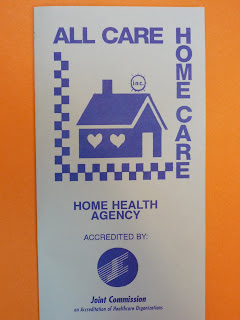 ALL CARE
HOME CARE
inc.
HOME HEALTH
AGENCY
ACCREDITED BY:
Joint Commission
on Accreditation of Healthcare Organizations